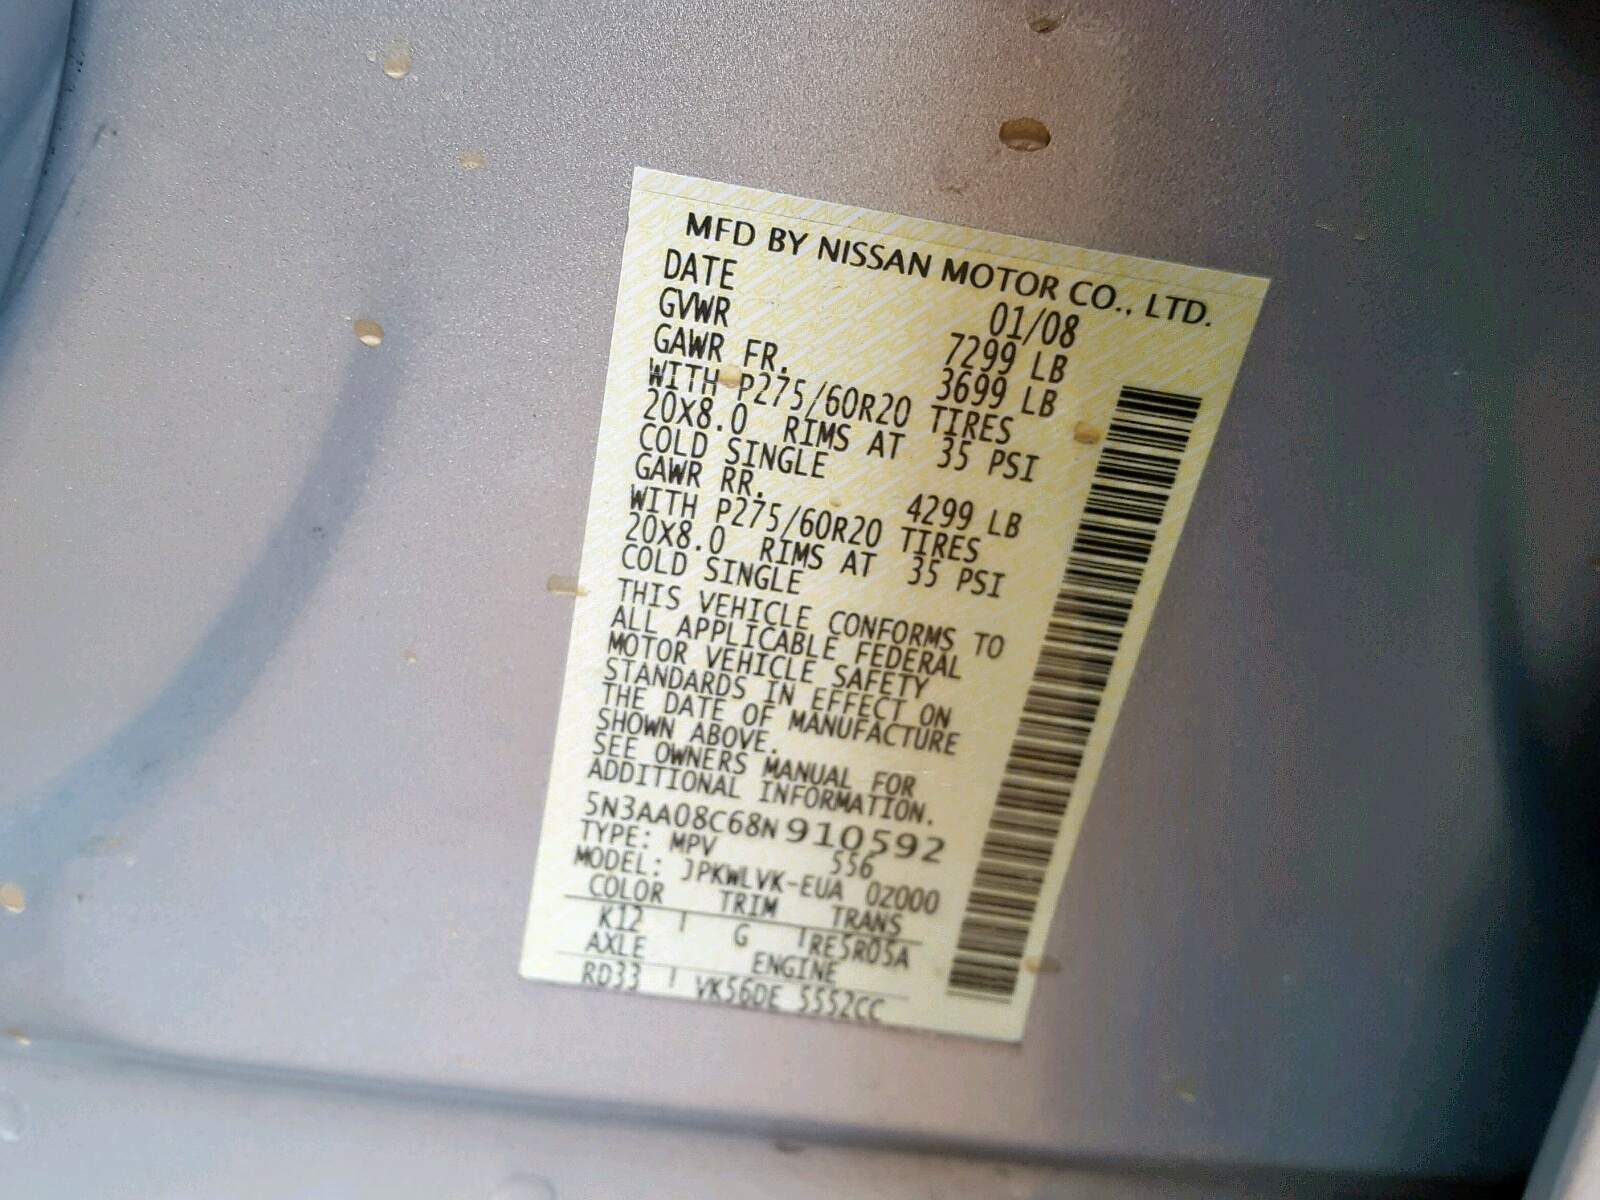 MFD BY NISSAN MOTOR CO., LTD.
DATE 01/08
GVWR 7299 LB
GAWR FR. 3699 LB
WITH P275/60R20 TIRES
20X8.0 RIMS AT 35 PSI
COLD SINGLE
GAWR RR. 4299 LB
WITH P275/60R20 TIRES
20X8.0 RIMS AT 35 PSI
COLD SINGLE
THIS VEHICLE CONFORMS TO
ALL APPLICABLE FEDERAL
MOTOR VEHICLE SAFETY
STANDARDS IN EFFECT ON
THE DATE OF MANUFACTURE
SHOWN ABOVE.
SEE OWNERS MANUAL FOR
ADDITIONAL INFORMATION.
5N3AA08C68N910592
TYPE: MPV 556
MODEL: JPKWLVK-EUA 0Z000
COLOR TRIM TRANS
K12 G RE5R05A
AXLE ENGINE
RD33 VK56DE 5552CC